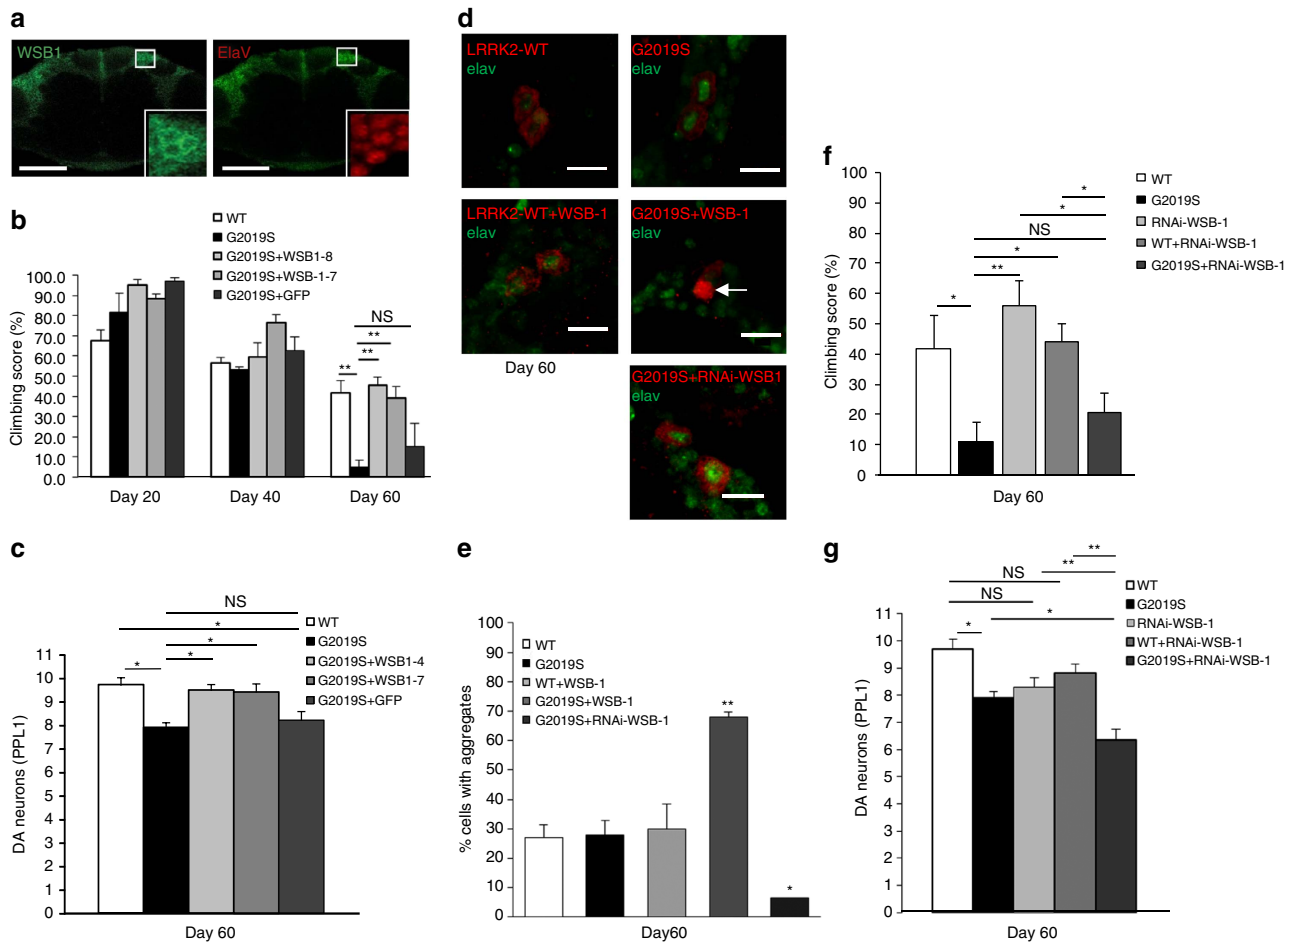 a
WSB1
ElaV
b
WT
G2019S
G2019S+WSB1-8
G2019S+WSB-1-7
G2019S+GFP
Climbing score (%)
100.0
90.0
80.0
70.0
60.0
50.0
40.0
30.0
20.0
10.0
0.0
NS
**
**
**
Day 20
Day 40
Day 60
c
WT
G2019S
G2019S+WSB1-4
G2019S+WSB1-7
G2019S+GFP
DA neurons (PPL1)
11
10
9
8
7
6
5
4
3
2
1
0
NS
*
*
*
*
Day 60
d
LRRK2-WT
elav
G2019S
elav
LRRK2-WT+WSB-1
elav
G2019S+WSB-1
elav
Day 60
G2019S+RNAi-WSB1
elav
e
WT
G2019S
WT+WSB-1
G2019S+WSB-1
G2019S+RNAi-WSB-1
% cells with aggregates
100
90
80
70
60
50
40
30
20
10
0
**
*
Day60
f
WT
G2019S
RNAi-WSB-1
WT+RNAi-WSB-1
G2019S+RNAi-WSB-1
Climbing score (%)
100
90
80
70
60
50
40
30
20
10
0
*
*
NS
*
**
*
Day 60
g
WT
G2019S
RNAi-WSB-1
WT+RNAi-WSB-1
G2019S+RNAi-WSB-1
DA neurons (PPL1)
11
10
9
8
7
6
5
4
3
2
1
0
**
**
NS
NS
*
*
Day 60